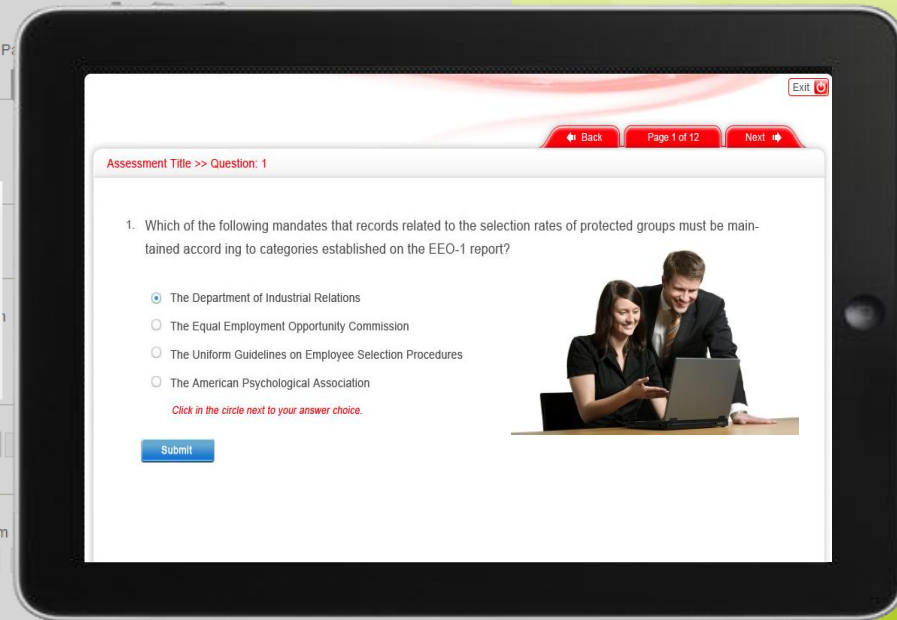 Exit
Back
Page 1 of 12
Next
Assessment Title >> Question: 1
1. Which of the following mandates that records related to the selection rates of protected groups must be main-
tained accord ing to categories established on the EEO-1 report?
The Department of Industrial Relations
The Equal Employment Opportunity Commission
The Uniform Guidelines on Employee Selection Procedures
The American Psychological Association
Click in the circle next to your answer choice.
Submit